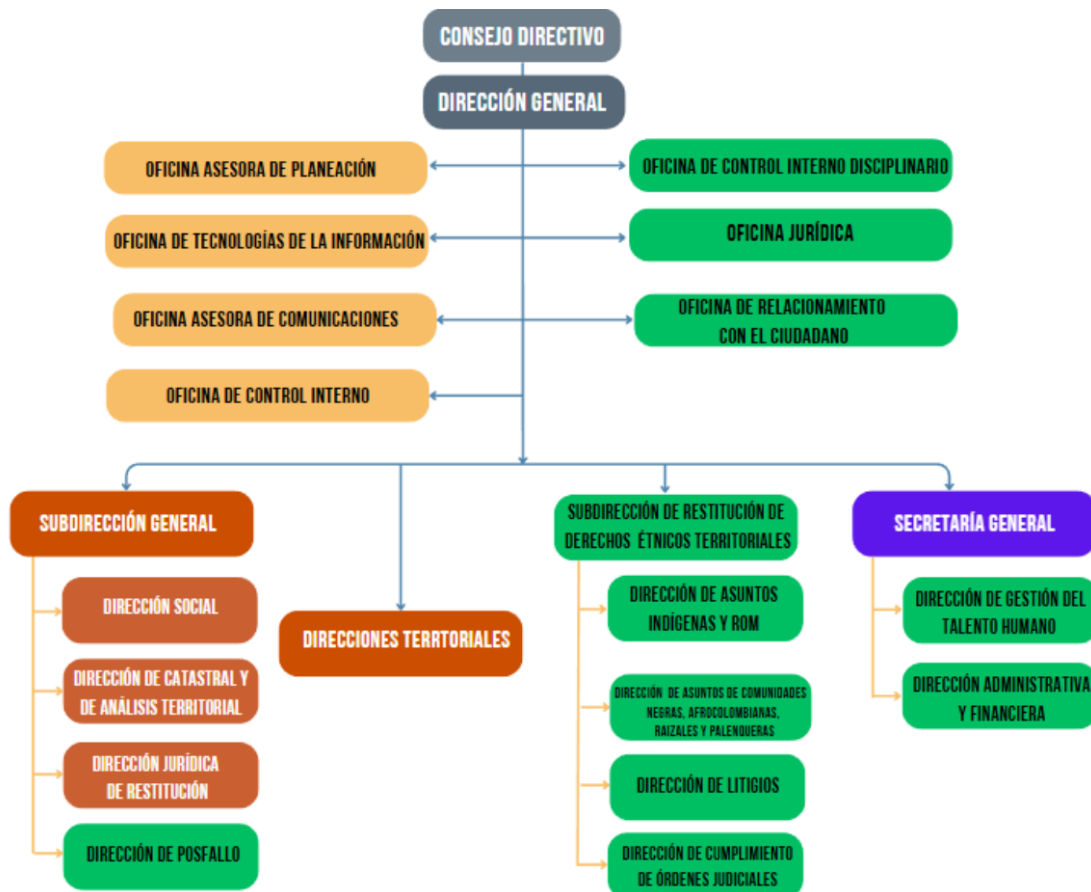 CONSEJO DIRECTIVO
DIRECCIÓN GENERAL
OFICINA ASESORA DE PLANEACIÓN
OFICINA DE CONTROL INTERNO DISCIPLINARIO
OFICINA DE TECNOLOGÍAS DE LA INFORMACIÓN
OFICINA JURÍDICA
OFICINA ASESORA DE COMUNICACIONES
OFICINA DE RELACIONAMIENTO
CON EL CIUDADANO
OFICINA DE CONTROL INTERNO
SUBDIRECCIÓN GENERAL
DIRECCIÓN SOCIAL
DIRECCIÓN DE CATASTRAL Y
DE ANÁLISIS TERRITORIAL
DIRECCIÓN JURÍDICA
DE RESTITUCIÓN
DIRECCIÓN DE POSFALLO
DIRECCIONES TERRTORIALES
SUBDIRECCIÓN DE RESTITUCIÓN DE
DERECHOS ÉTNICOS TERRITORIALES
DIRECCIÓN DE ASUNTOS
INDÍGENAS Y ROM
DIRECCIÓN DE ASUNTOS DE COMUNIDADES
NEGRAS, AFROCOLOMBIANAS,
RAIZALES Y PALENQUERAS
DIRECCIÓN DE LITIGIOS
DIRECCIÓN DE CUMPLIMIENTO
DE ÓRDENES JUDICIALES
SECRETARÍA GENERAL
DIRECCIÓN DE GESTIÓN DEL
TALENTO HUMANO
DIRECCIÓN ADMINISTRATIVA
Y FINANCIERA